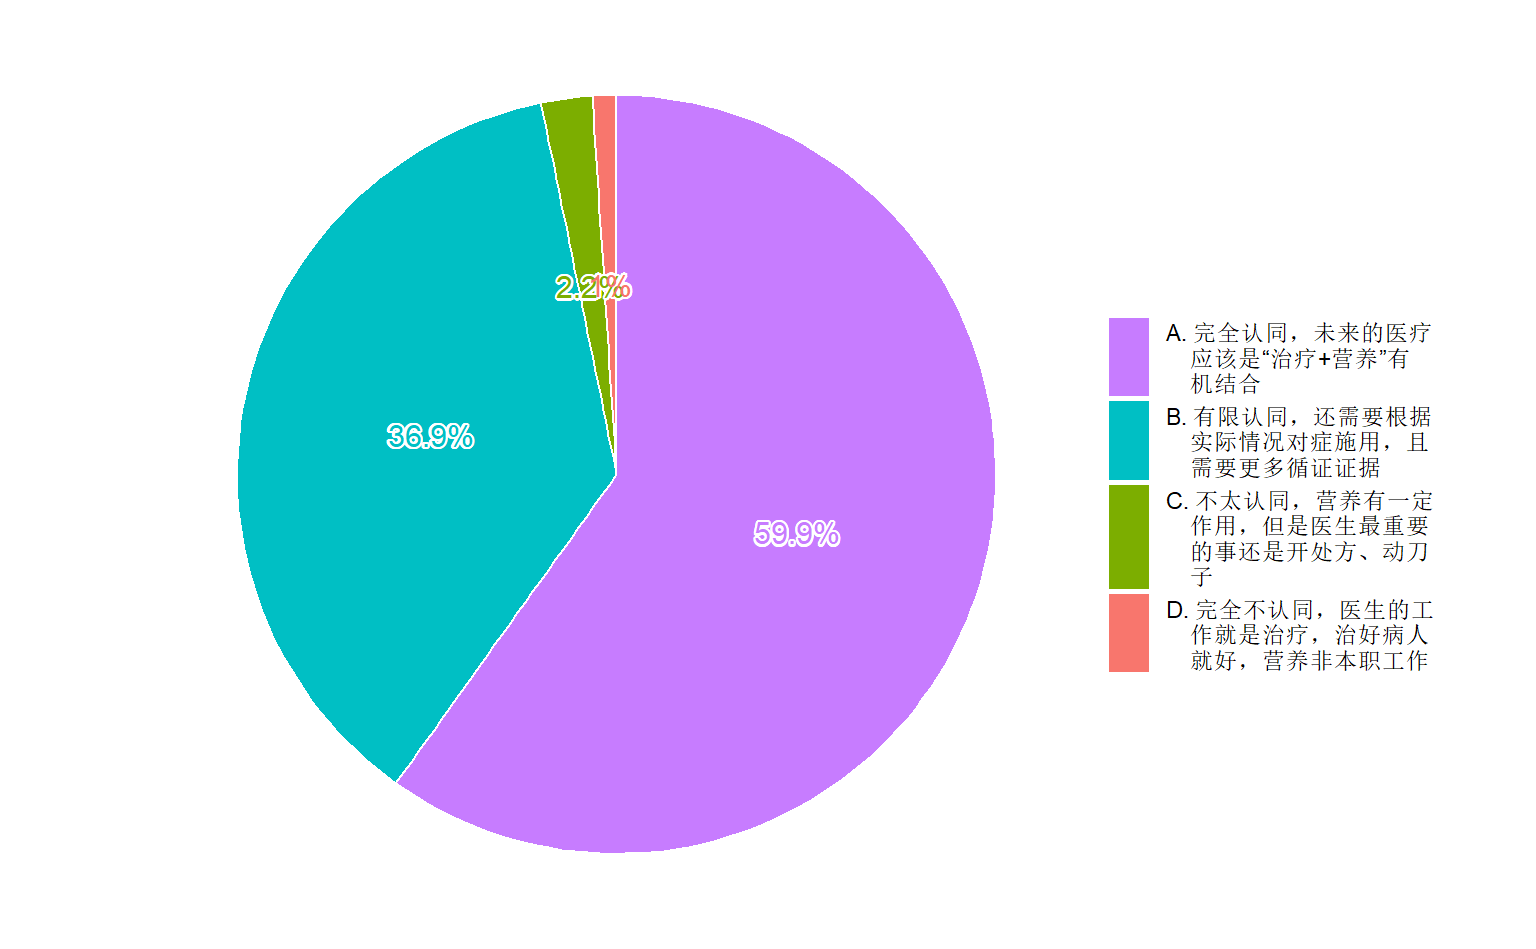 2.2%
1%
36.9%
59.9%
A. 完全认同，未来的医疗
应该是“治疗+营养”有
机结合
B. 有限认同，还需要根据
实际情况对症施用，且
需要更多循证证据
C. 不太认同，营养有一定
作用，但是医生最重要
的事还是开处方、动刀
子
D. 完全不认同，医生的工
作就是治疗，治好病人
就好，营养非本职工作